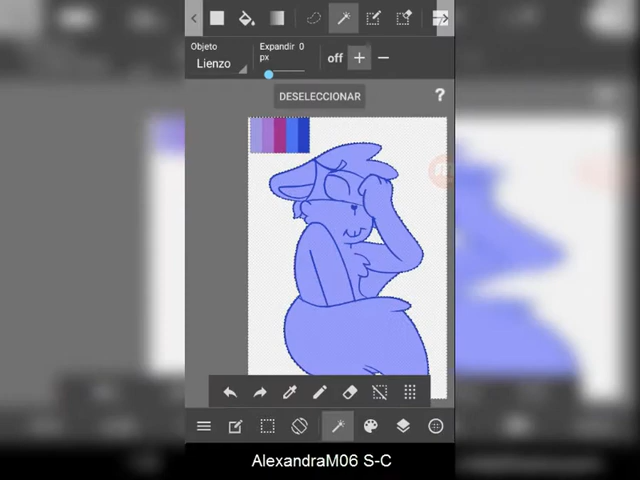 Objeto
Lienzo
Expandir 0
px
off
DESELECCIONAR
?
AlexandraM06 S-C